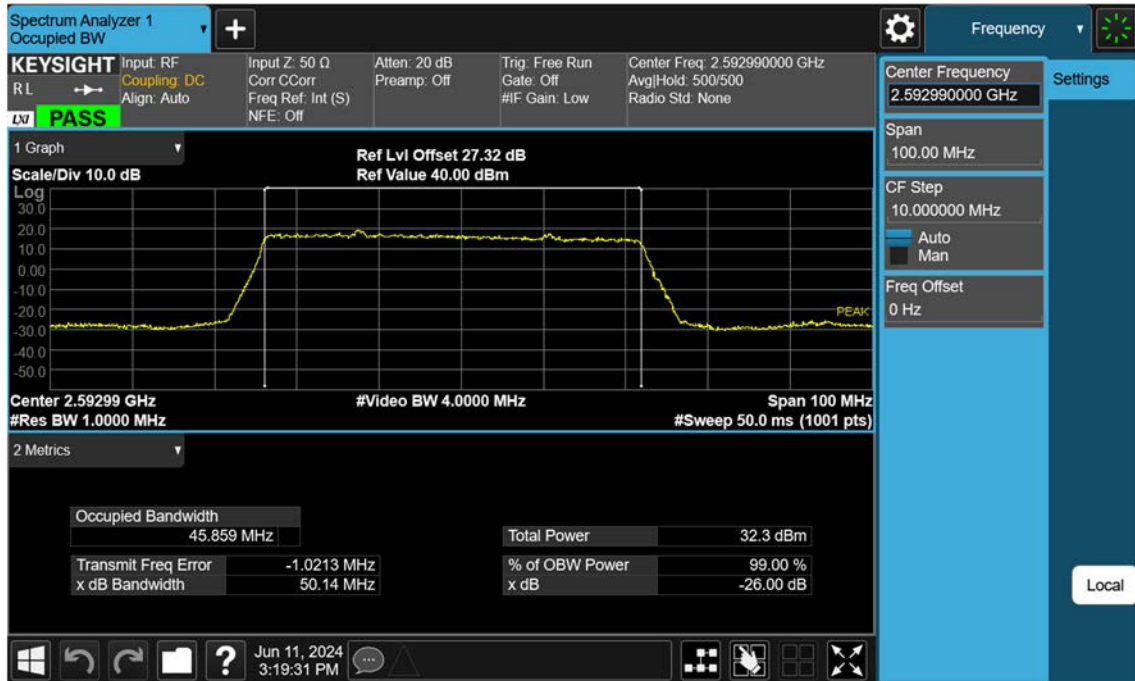 Spectrum Analyzer 1
Occupied BW
+
Frequency
KEYSIGHT
R L
LXI PASS
Input: RF
Coupling: DC
Align: Auto
Input Z: 50 Ω
Corr CCorr
Freq Ref: Int (S)
NFE: Off
Atten: 20 dB
Preamp: Off
Trig: Free Run
Gate: Off
#IF Gain: Low
Center Freq: 2.592990000 GHz
Avg|Hold: 500/500
Radio Std: None
Center Frequency
2.592990000 GHz
Settings
Span
100.00 MHz
CF Step
10.000000 MHz
Auto
Man
Freq Offset
0 Hz
Local
1 Graph
Scale/Div 10.0 dB
Ref Lvl Offset 27.32 dB
Ref Value 40.00 dBm
Log
30.0
20.0
10.0
0.00
-10.0
-20.0
-30.0
-40.0
-50.0
PEAK
Center 2.59299 GHz
#Video BW 4.0000 MHz
Span 100 MHz
#Res BW 1.0000 MHz
#Sweep 50.0 ms (1001 pts)
2 Metrics
Occupied Bandwidth
45.859 MHz
Total Power 32.3 dBm
Transmit Freq Error -1.0213 MHz
% of OBW Power 99.00 %
x dB Bandwidth 50.14 MHz
x dB -26.00 dB
?
Jun 11, 2024
3:19:31 PM